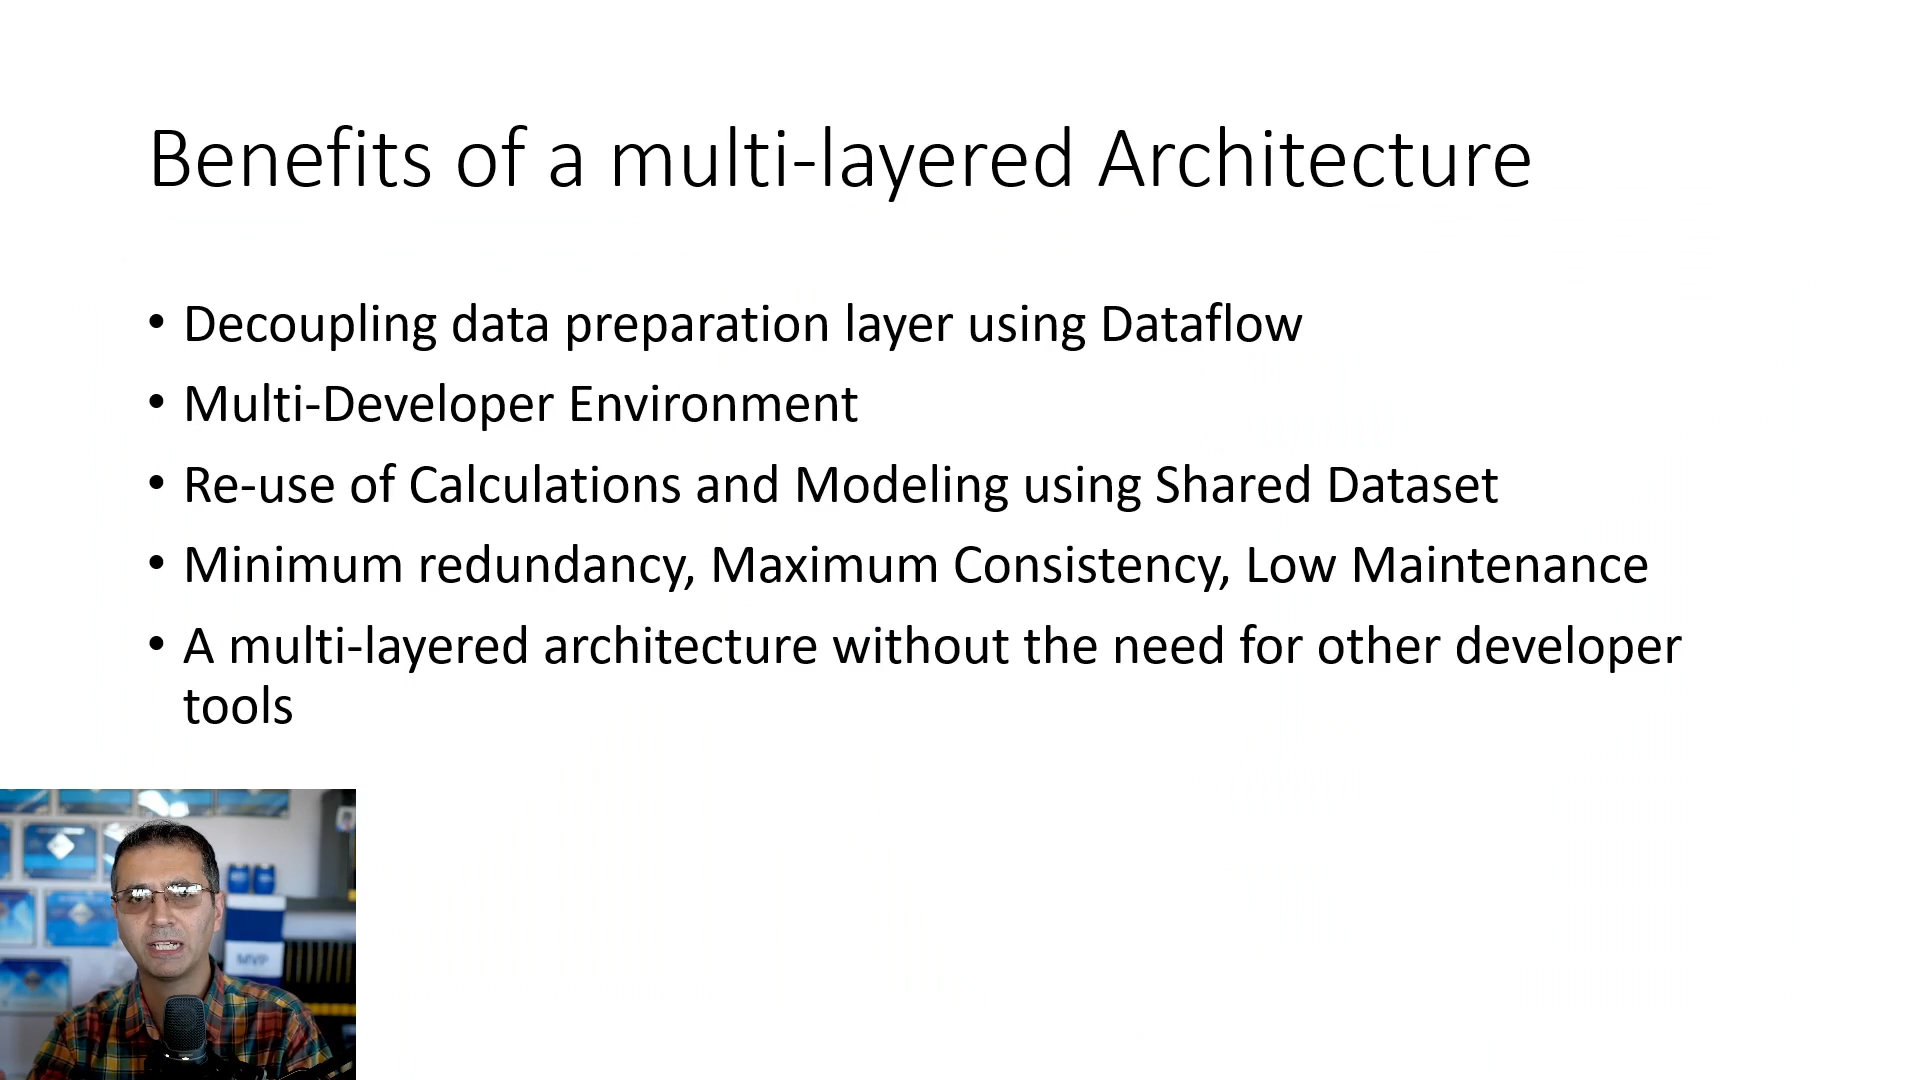 Benefits of a multi-layered Architecture
• Decoupling data preparation layer using Dataflow
• Multi-Developer Environment
• Re-use of Calculations and Modeling using Shared Dataset
• Minimum redundancy, Maximum Consistency, Low Maintenance
• A multi-layered architecture without the need for other developer
tools
MVP